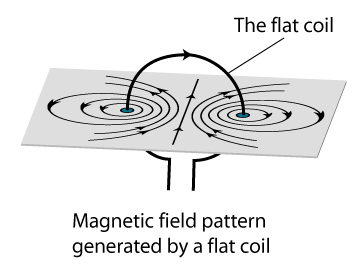 The flat coil
Magnetic field pattern
generated by a flat coil